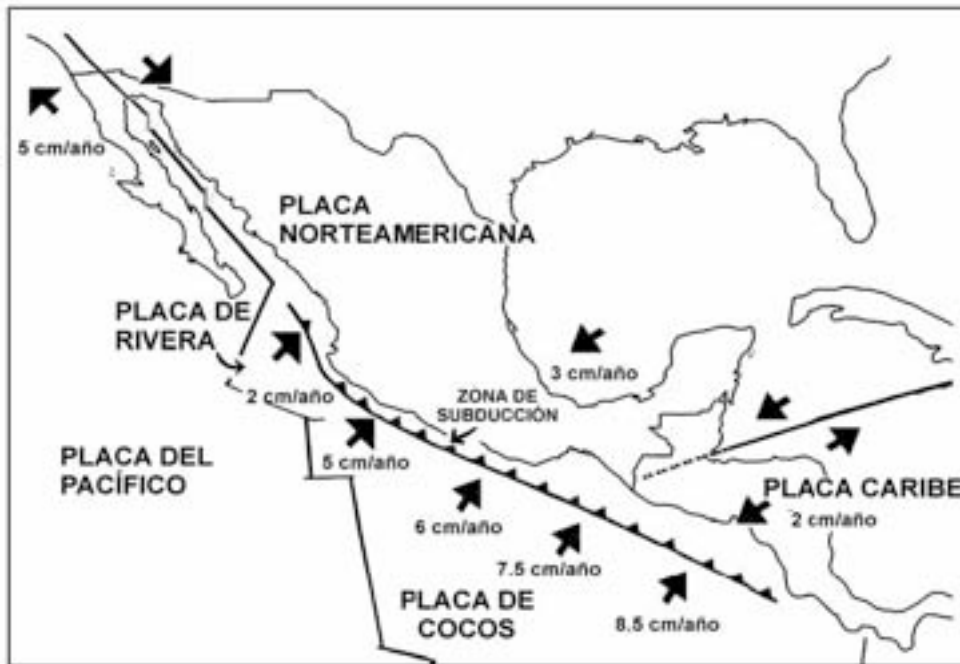 5 cm/año
PLACA
NORTEAMERICANA
PLACA DE
RIVERA
3 cm/año
2 cm/año
ZONA DE
SUBDUCCIÓN
5 cm/año
PLACA DEL
PACÍFICO
PLACA CARIBE
2 cm/año
6 cm/año
7.5 cm/año
PLACA DE
COCOS
8.5 cm/año